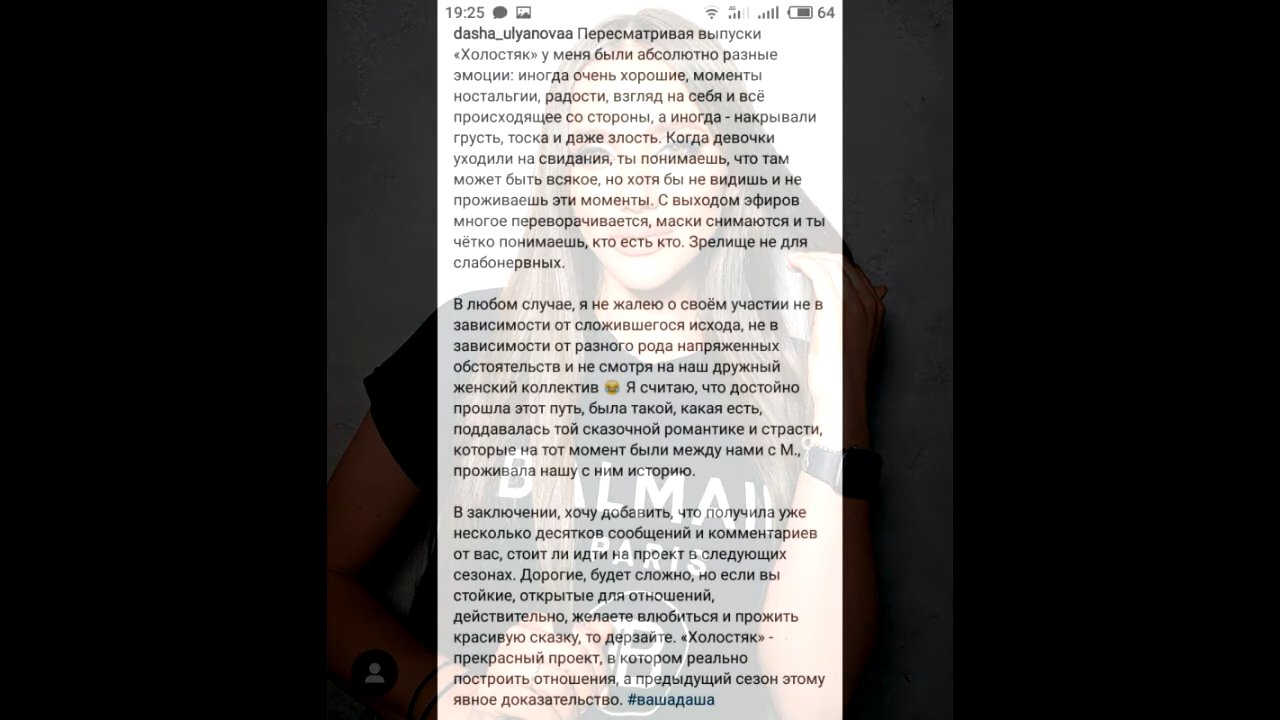 19:25 4G 64
dasha_ulyanovaa Пересматривая выпуски
«Холостяк» у меня были абсолютно разные
эмоции: иногда очень хорошие, моменты
ностальгии, радости, взгляд на себя и всё
происходящее со стороны, а иногда - накрывали
грусть, тоска и даже злость. Когда девочки
уходили на свидания, ты понимаешь, что там
может быть всякое, но хотя бы не видишь и не
проживаешь эти моменты. С выходом эфиров
многое переворачивается, маски снимаются и ты
чётко понимаешь, кто есть кто. Зрелище не для
слабонервных.
В любом случае, я не жалею о своём участии не в
зависимости от сложившегося исхода, не в
зависимости от разного рода напряженных
обстоятельств и не смотря на наш дружный
женский коллектив 😂 Я считаю, что достойно
прошла этот путь, была такой, какая есть,
поддавалась той сказочной романтике и страсти,
которые на тот момент были между нами с М.,
проживала нашу с ним историю.
BALMAIN
PARIS
В заключении, хочу добавить, что получила уже
несколько десятков сообщений и комментариев
от вас, стоит ли идти на проект в следующих
сезонах. Дорогие, будет сложно, но если вы
стойкие, открытые для отношений,
действительно, желаете влюбиться и прожить
красивую сказку, то дерзайте. «Холостяк» -
прекрасный проект, в котором реально
построить отношения, а предыдущий сезон этому
явное доказательство. #вашадаша